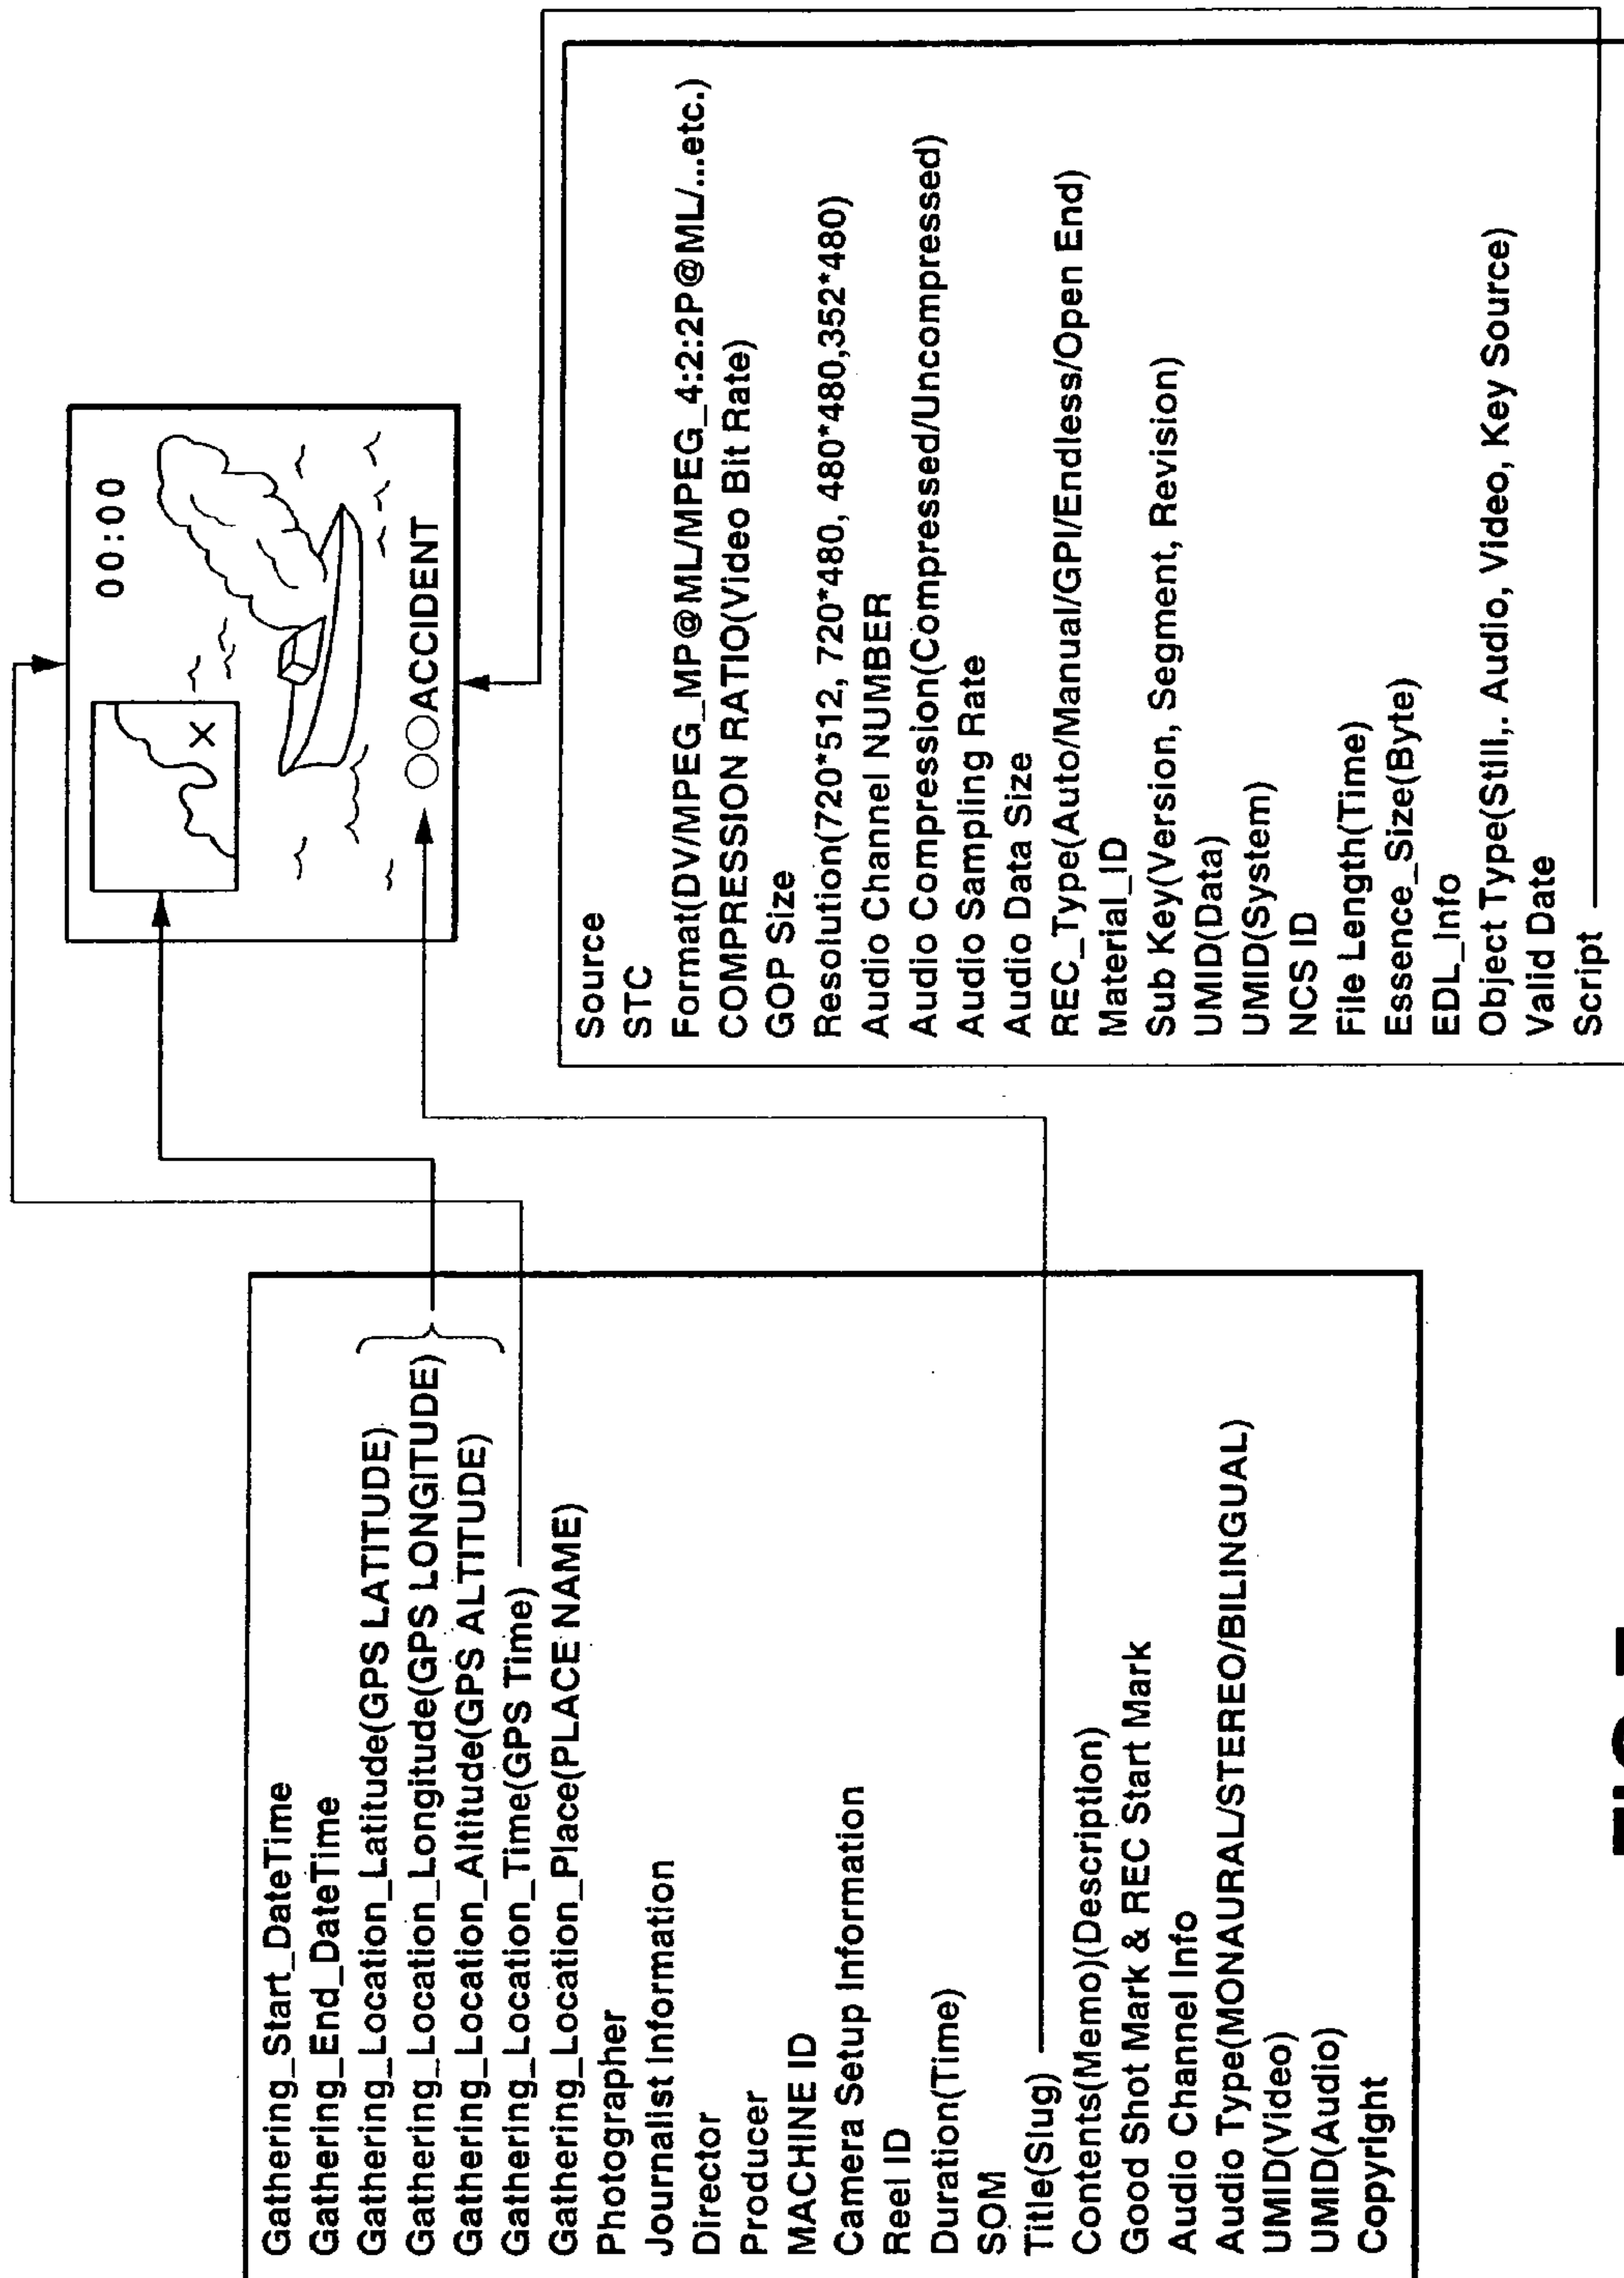 Gathering_Start_DateTime
Gathering_End_DateTime
Gathering_Location_Latitude(GPS LATITUDE)
Gathering_Location_Longitude(GPS LONGITUDE)
Gathering_Location_Altitude(GPS ALTITUDE)
Gathering_Location_Time(GPS Time)
Gathering_Location_Place(PLACE NAME)
Photographer
Journalist Information
Director
Producer
MACHINE ID
Camera Setup Information
Reel ID
Duration(Time)
SOM
Title(Slug)
Contents(Memo)(Description)
Good Shot Mark & REC Start Mark
Audio Channel Info
Audio Type(MONAURAL/STEREO/BILINGUAL)
UMID(Video)
UMID(Audio)
Copyright
00:00
○○ACCIDENT
Source
STC
Format(DV/MPEG_MP@ML/MPEG_4:2:2P@ML/...etc.)
COMPRESSION RATIO(Video Bit Rate)
GOP Size
Resolution(720*512, 720*480, 480*480,352*480)
Audio Channel NUMBER
Audio Compression(Compressed/Uncompressed)
Audio Sampling Rate
Audio Data Size
REC_Type(Auto/Manual/GPI/Endless/Open End)
Material_ID
Sub Key(Version, Segment, Revision)
UMID(Data)
UMID(System)
NCS ID
File Length(Time)
Essence_Size(Byte)
EDL_Info
Object Type(Still,. Audio, Video, Key Source)
Valid Date
Script